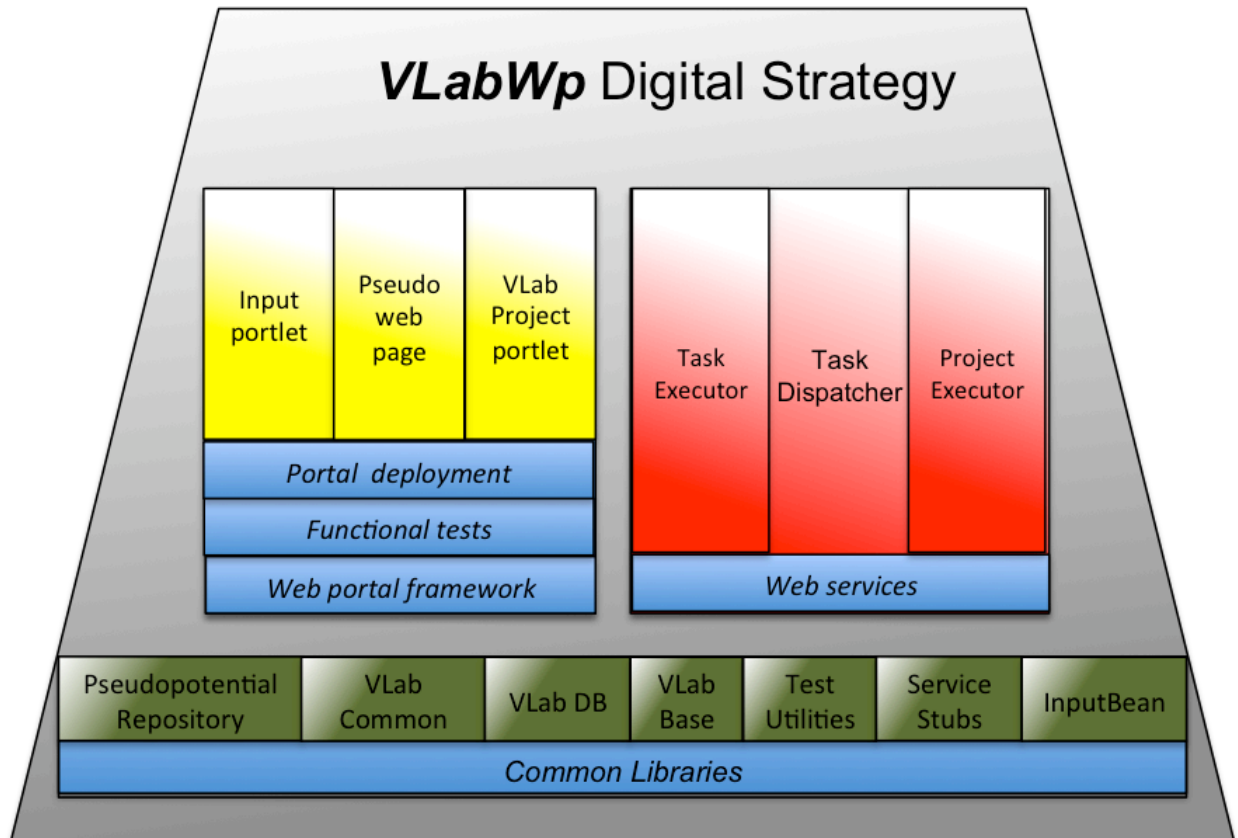 VLabWp Digital Strategy
Input
portlet
Pseudo
web
page
VLab
Project
portlet
Portal deployment
Functional tests
Web portal framework
Task
Executor
Task
Dispatcher
Project
Executor
Web services
Pseudopotential
Repository
VLab
Common
VLab DB
VLab
Base
Test
Utilities
Service
Stubs
InputBean
Common Libraries